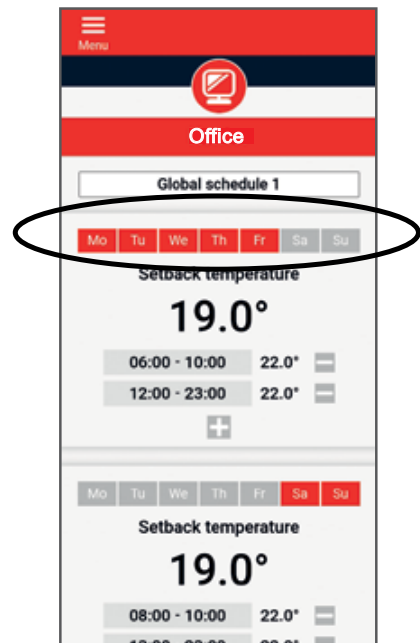 Menu
Office
Global schedule 1
Mo Tu We Th Fr Sa Su
Setback temperature
19.0°
06:00 - 10:00 22.0°
12:00 - 23:00 22.0°
Mo Tu We Th Fr Sa Su
Setback temperature
19.0°
08:00 - 10:00 22.0°